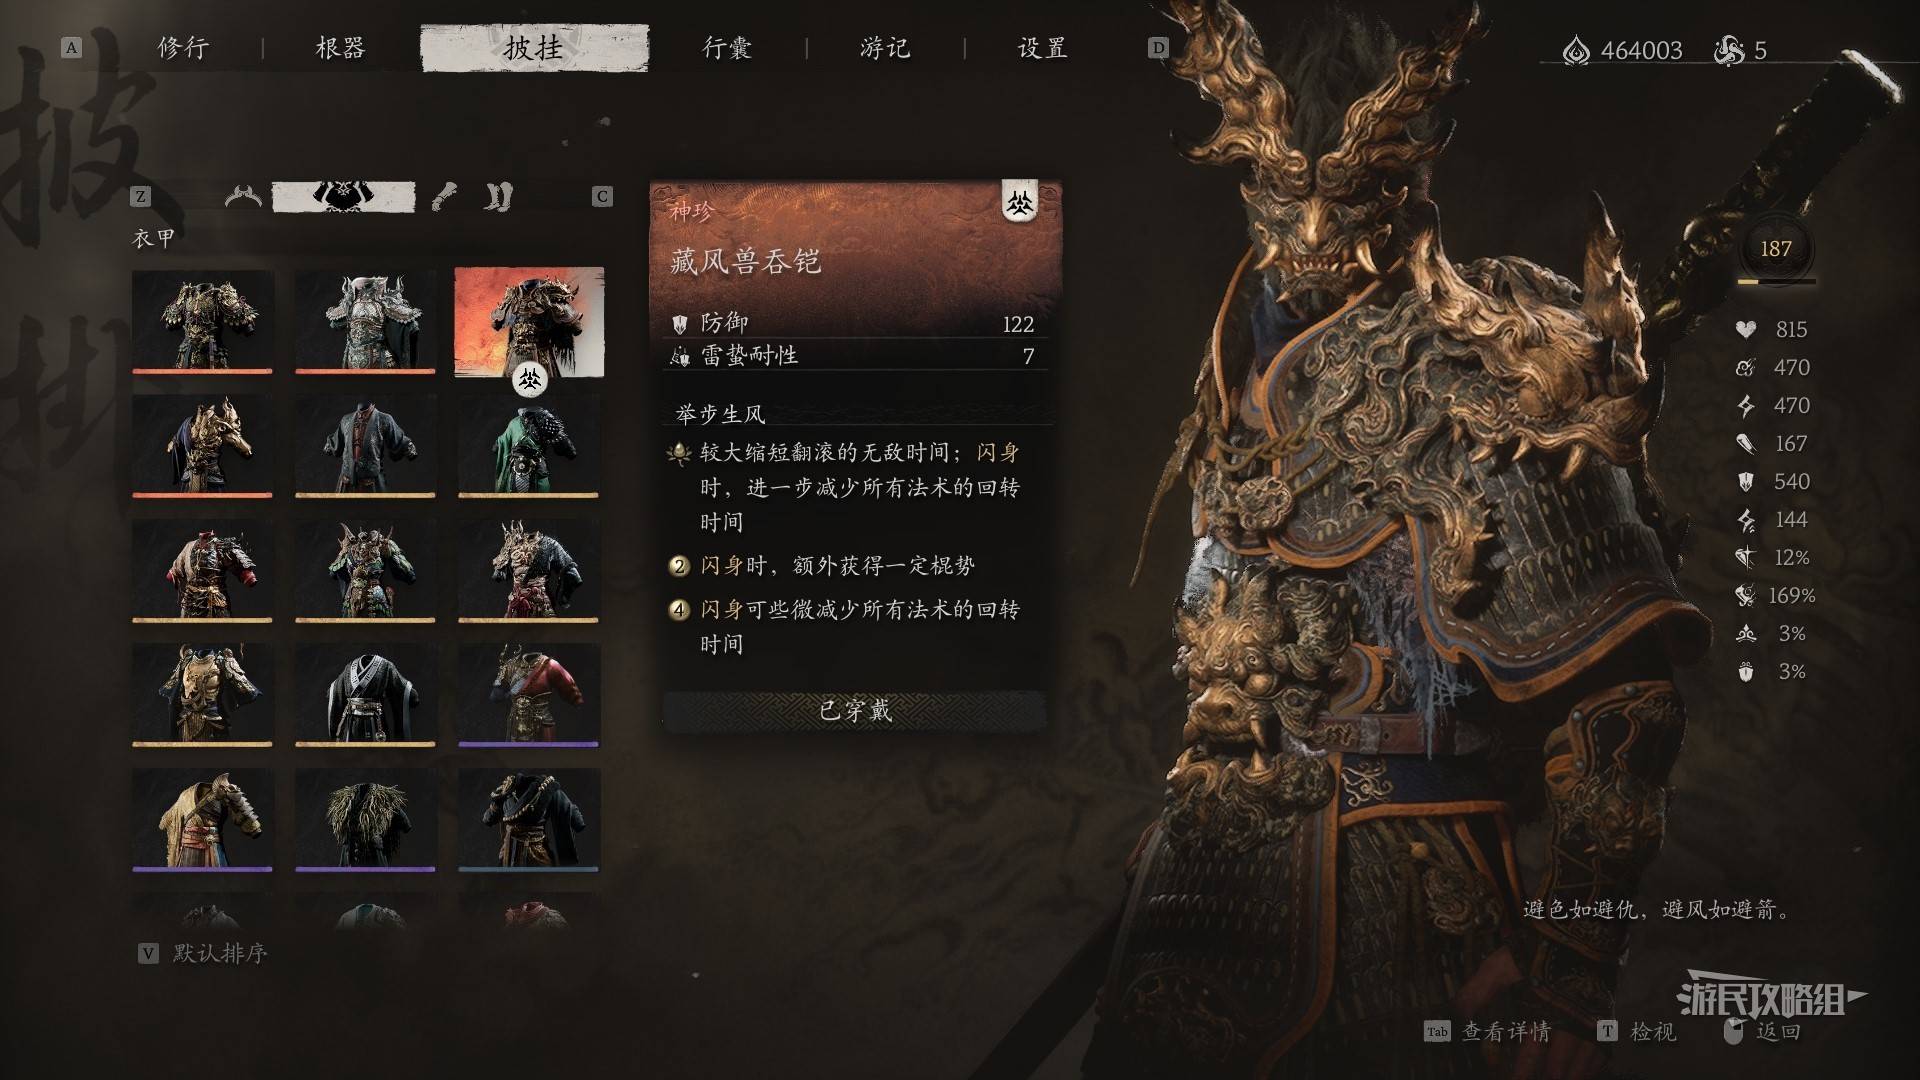 A 修行 根器 披挂 行囊 游记 设置 D
464003 5
披挂
Z C
衣甲
神珍
藏风兽吞铠
防御 122
雷蛰耐性 7
举步生风
较大缩短翻滚的无敌时间；闪身
时，进一步减少所有法术的回转
时间
2 闪身时，额外获得一定棍势
4 闪身可些微减少所有法术的回转
时间
已穿戴
187
815
470
470
167
540
144
12%
169%
3%
3%
避色如避仇，避风如避箭。
V 默认排序
游民攻略组
Tab 查看详情 T 检视 返回